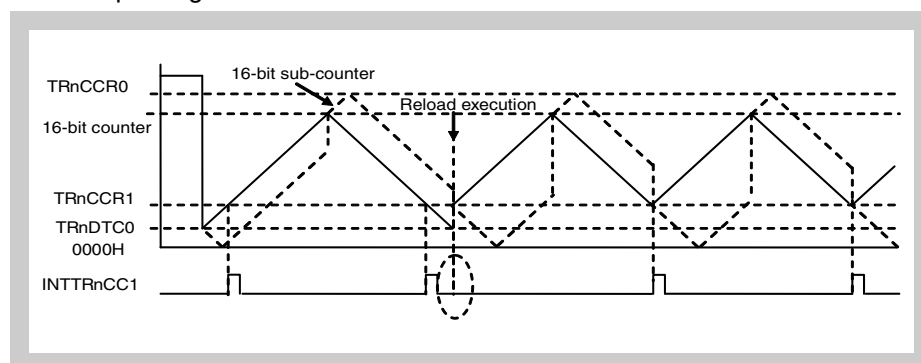 16-bit sub-counter
TRnCCR0
Reload execution
16-bit counter
TRnCCR1
TRnDTC0
0000H
INTTRnCC1